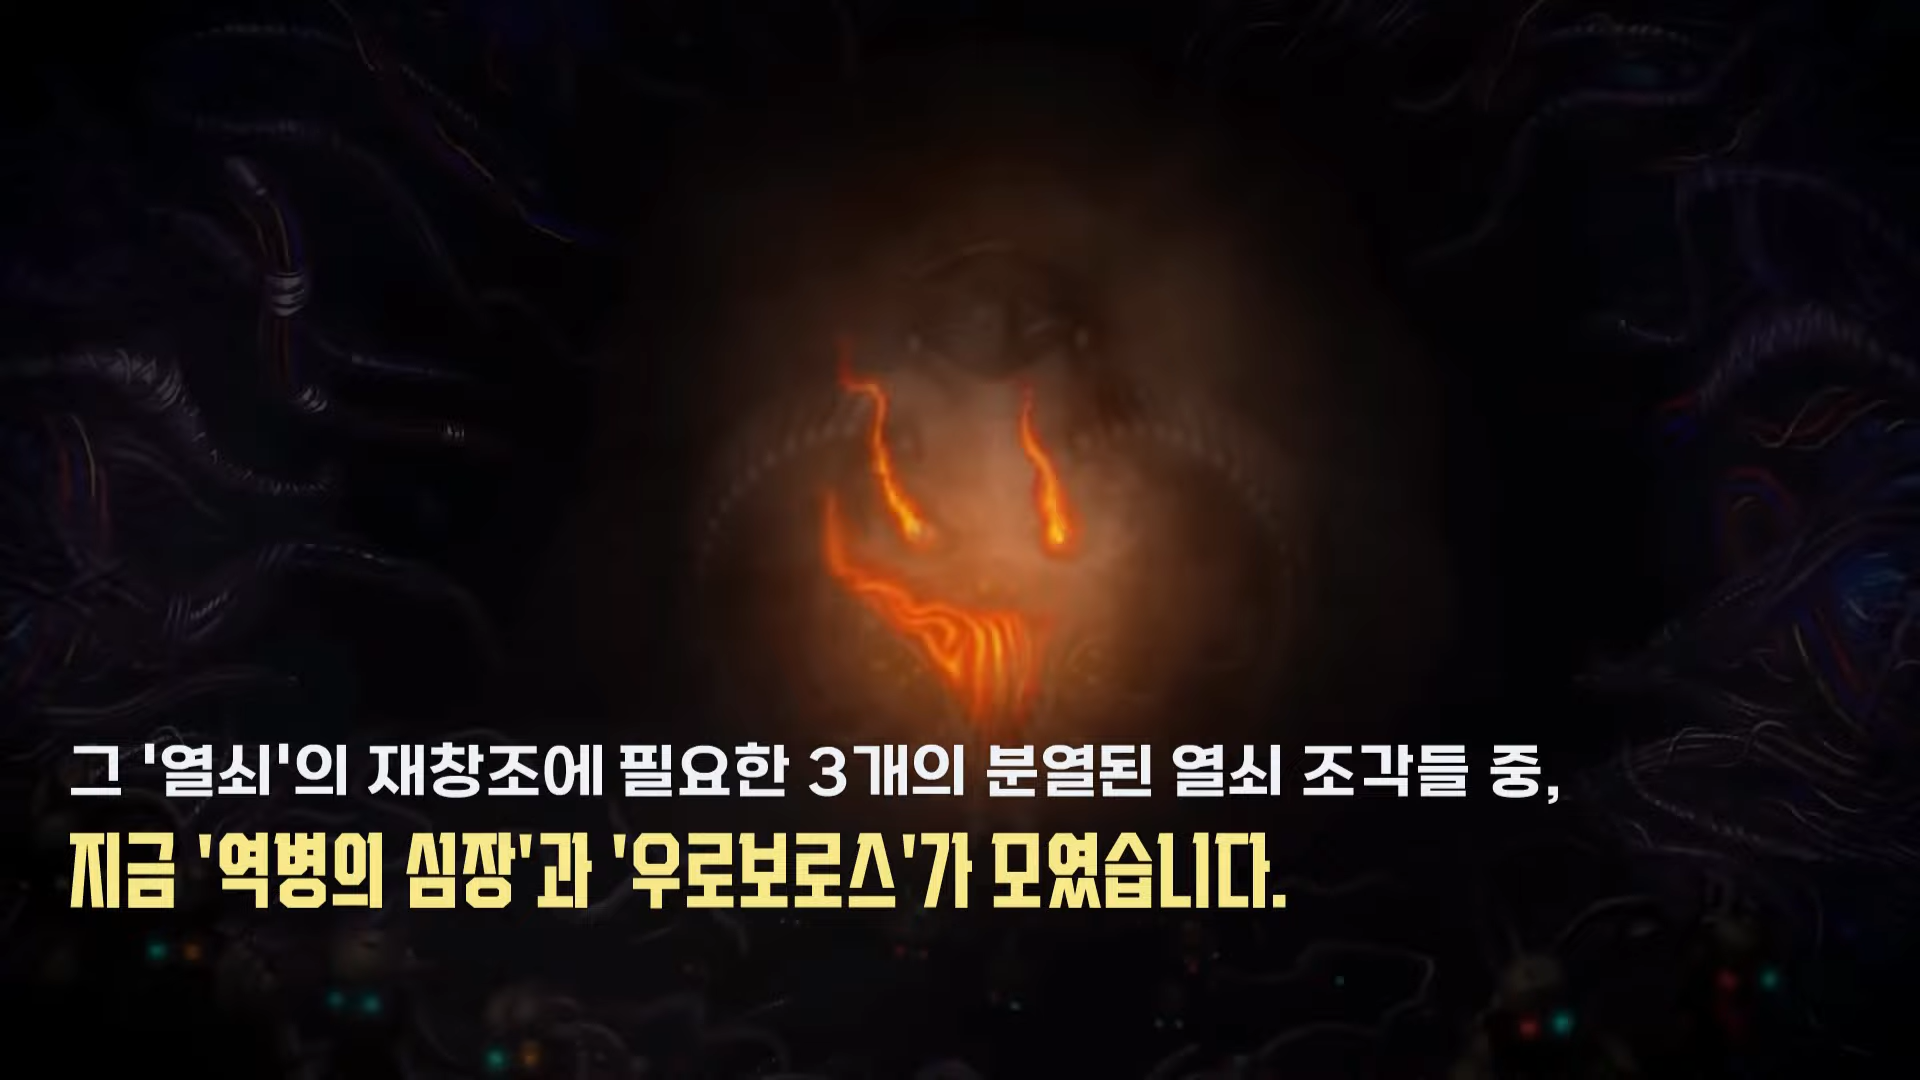 그 '열쇠'의 재창조에 필요한 3개의 분열된 열쇠 조각들 중,
지금 '역병의 심장'과 '우로보로스'가 모였습니다.